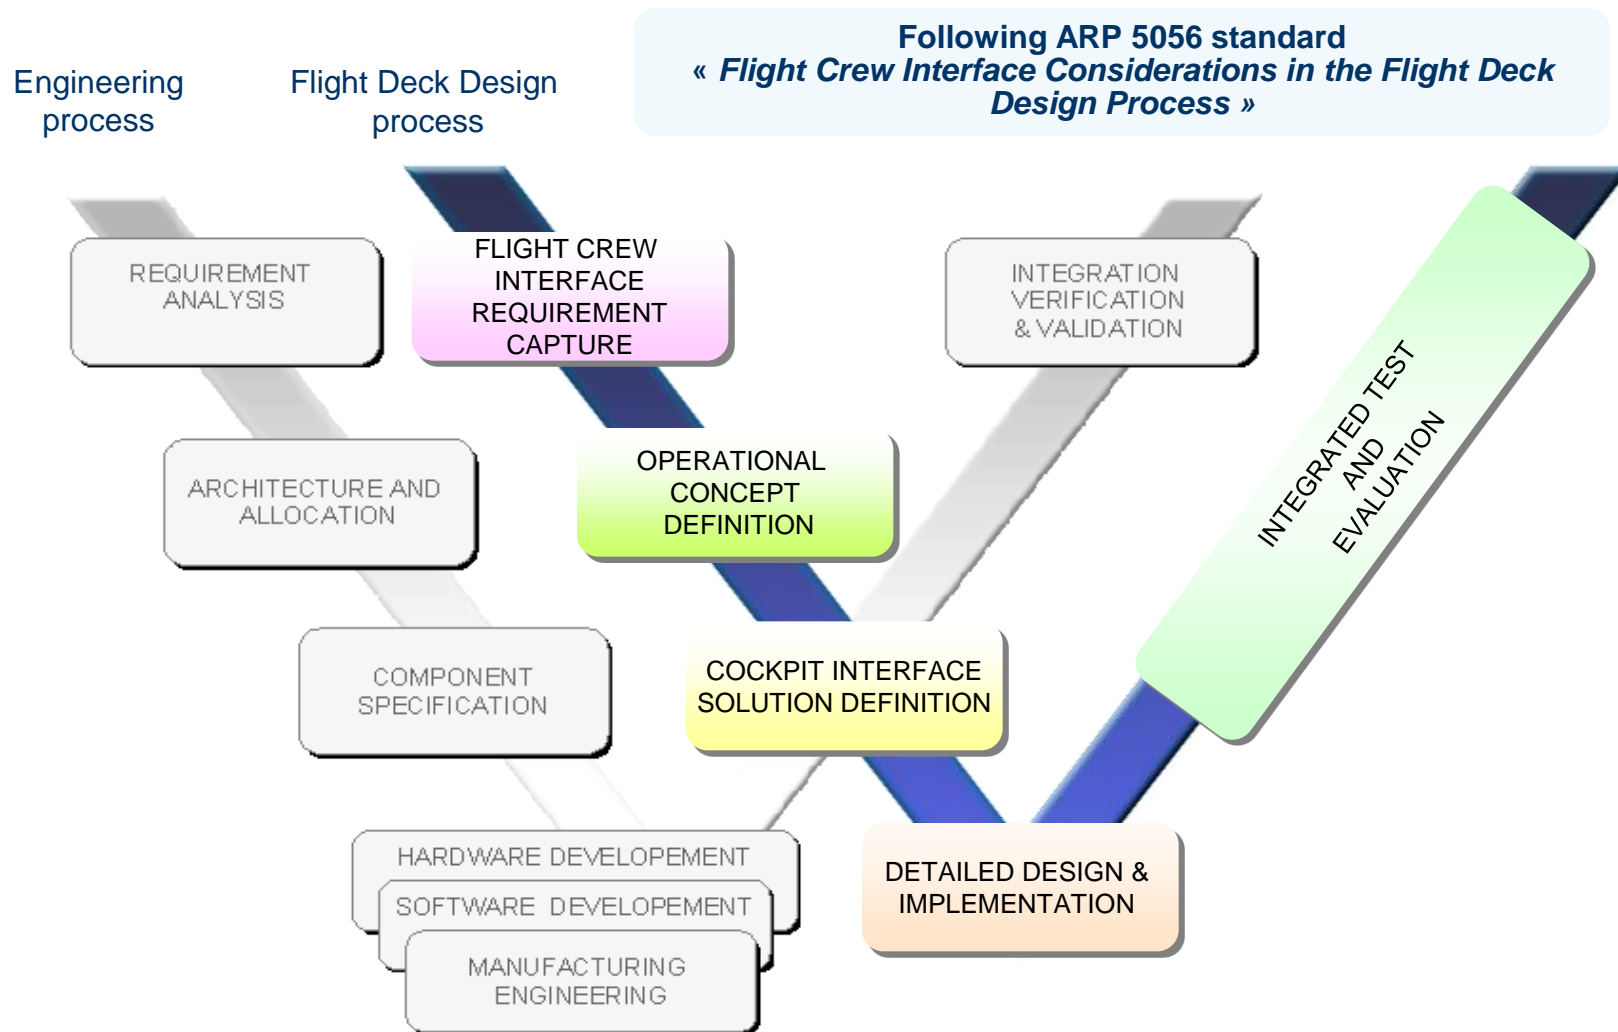 Following ARP 5056 standard
« Flight Crew Interface Considerations in the Flight Deck
Design Process »
Engineering
process
Flight Deck Design
process
REQUIREMENT
ANALYSIS
FLIGHT CREW
INTERFACE
REQUIREMENT
CAPTURE
INTEGRATION
VERIFICATION
& VALIDATION
INTEGRATED TEST
AND
EVALUATION
ARCHITECTURE AND
ALLOCATION
OPERATIONAL
CONCEPT
DEFINITION
COMPONENT
SPECIFICATION
COCKPIT INTERFACE
SOLUTION DEFINITION
HARDWARE DEVELOPEMENT
SOFTWARE DEVELOPEMENT
MANUFACTURING
ENGINEERING
DETAILED DESIGN &
IMPLEMENTATION